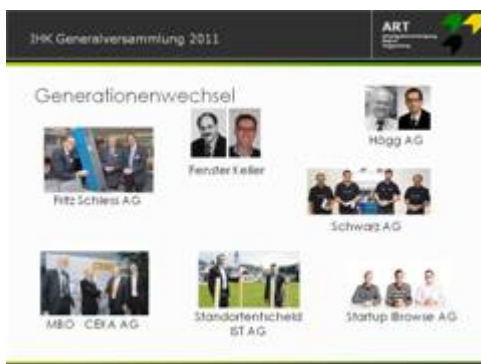 IHK Generalversammlung 2011
ART
Generationenwechsel
Högg AG
Fenster Keller
Fritz Schiess AG
Schwarz AG
MBO CEKA AG
Standortentscheid
IST AG
Startup iBrowse AG